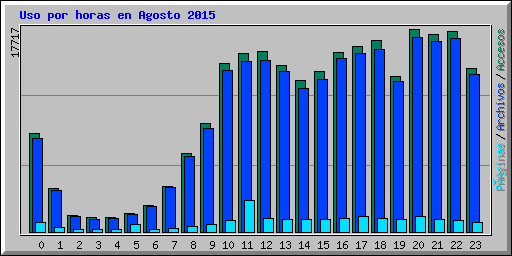 Uso por horas en Agosto 2015
17717
PÃginas / Archivos / Accesos
0 1 2 3 4 5 6 7 8 9 10 11 12 13 14 15 16 17 18 19 20 21 22 23